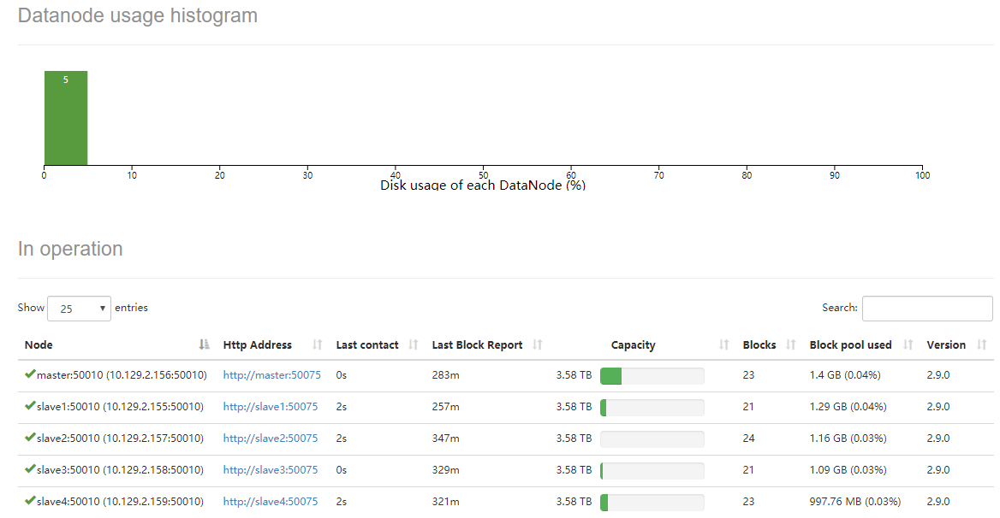 Datanode usage histogram
5
0 10 20 30 40 50 60 70 80 90 100
Disk usage of each DataNode (%)
In operation
Show 25 entries Search:
Node Http Address Last contact Last Block Report Capacity Blocks Block pool used Version
master:50010 (10.129.2.156:50010) http://master:50075 0s 283m 3.58 TB 23 1.4 GB (0.04%) 2.9.0
slave1:50010 (10.129.2.155:50010) http://slave1:50075 2s 257m 3.58 TB 21 1.29 GB (0.04%) 2.9.0
slave2:50010 (10.129.2.157:50010) http://slave2:50075 2s 347m 3.58 TB 24 1.16 GB (0.03%) 2.9.0
slave3:50010 (10.129.2.158:50010) http://slave3:50075 0s 329m 3.58 TB 21 1.09 GB (0.03%) 2.9.0
slave4:50010 (10.129.2.159:50010) http://slave4:50075 2s 321m 3.58 TB 23 997.76 MB (0.03%) 2.9.0